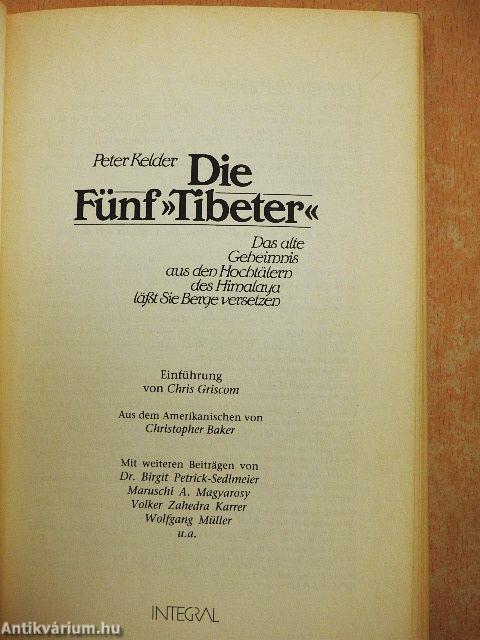 Peter Kelder Die
Fünf »Tibeter«
Das alte
Geheimnis
aus den Hochtälern
des Himalaya
läßt Sie Berge versetzen
Einführung
von Chris Griscom
Aus dem Amerikanischen von
Christopher Baker
Mit weiteren Beiträgen von
Dr. Birgit Petrick-Sedlmeier
Maruschi A. Magyarosy
Volker Zahedra Karrer
Wolfgang Müller
u.a.
INTEGRAL
Antikvárium.hu